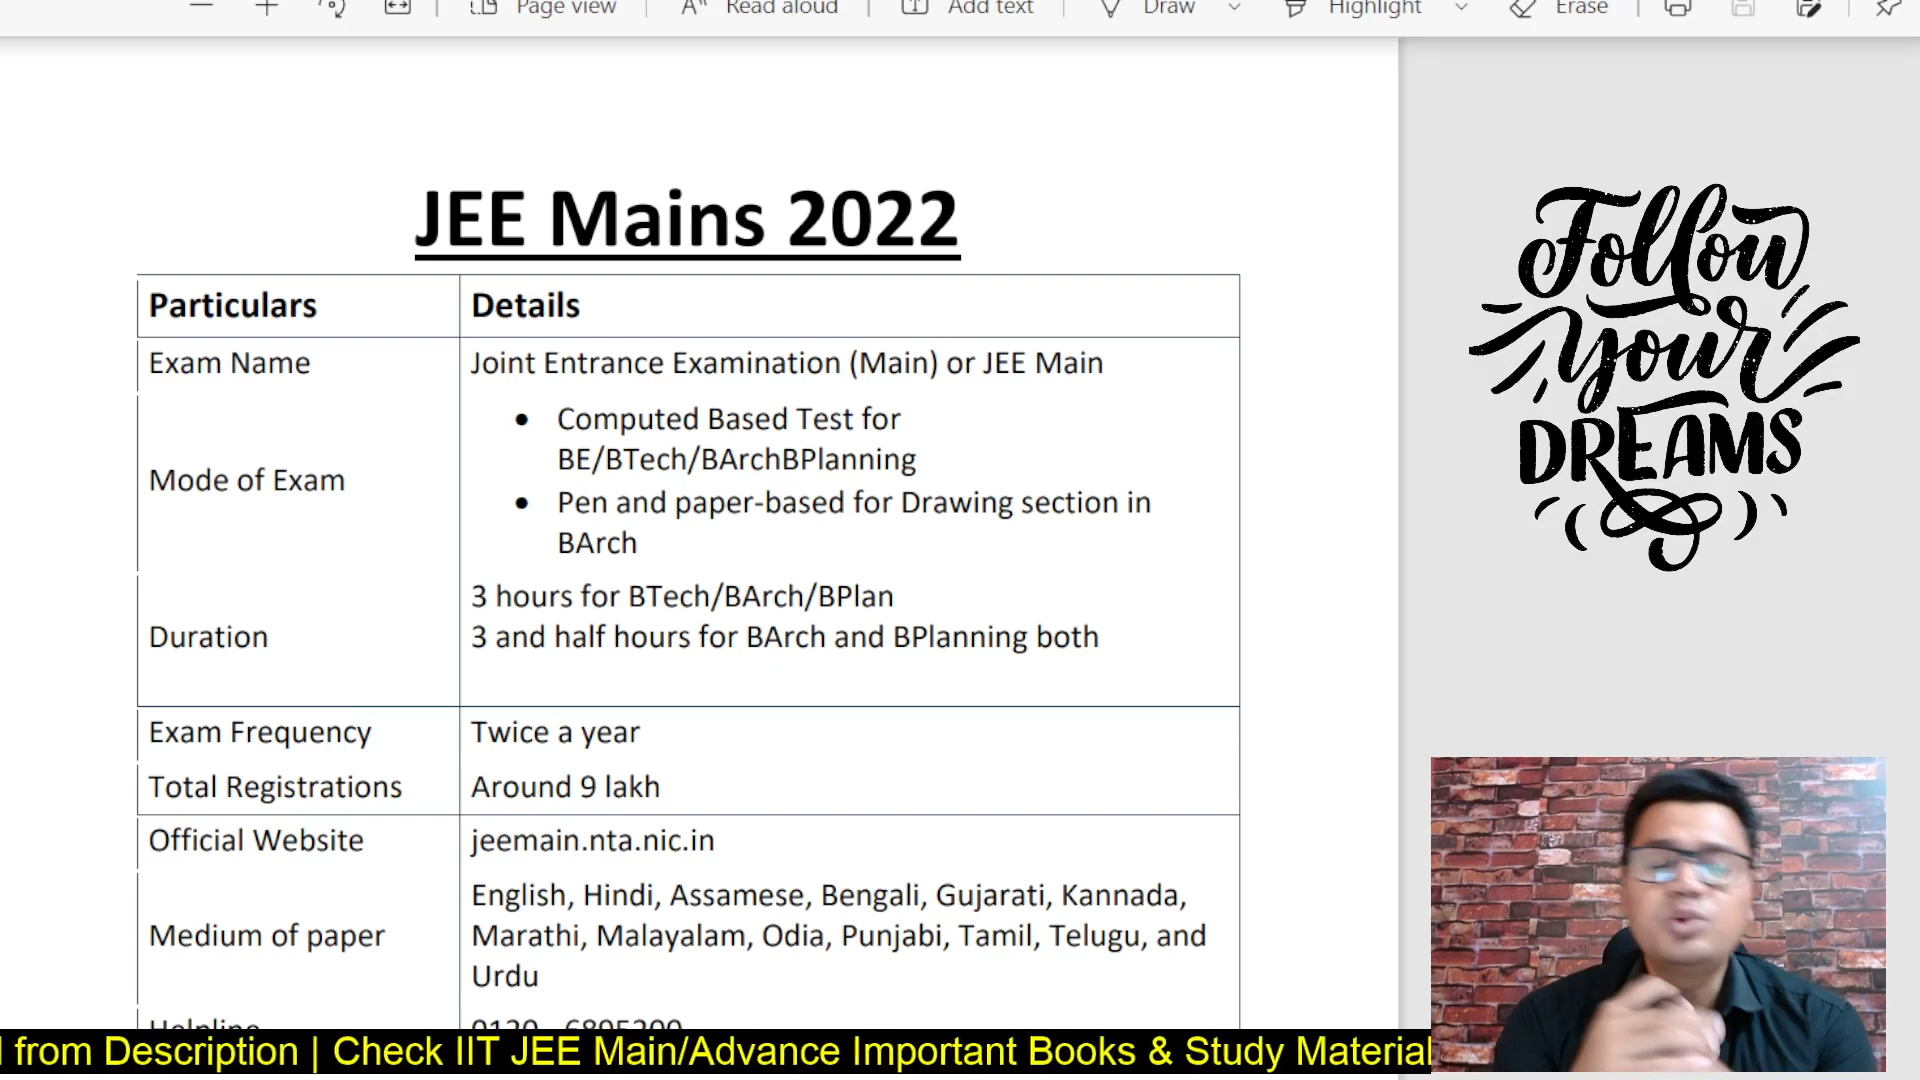 Page view
Read aloud
Add text
Draw
Highlight
Erase
JEE Mains 2022
Particulars
Details
Exam Name
Joint Entrance Examination (Main) or JEE Main
Mode of Exam
• Computed Based Test for
BE/BTech/BArchBPlanning
• Pen and paper-based for Drawing section in
BArch
Duration
3 hours for BTech/BArch/BPlan
3 and half hours for BArch and BPlanning both
Exam Frequency
Twice a year
Total Registrations
Around 9 lakh
Official Website
jeemain.nta.nic.in
Medium of paper
English, Hindi, Assamese, Bengali, Gujarati, Kannada,
Marathi, Malayalam, Odia, Punjabi, Tamil, Telugu, and
Urdu
Helpline
Follow
Your
DREAMS
from Description | Check IIT JEE Main/Advance Important Books & Study Material